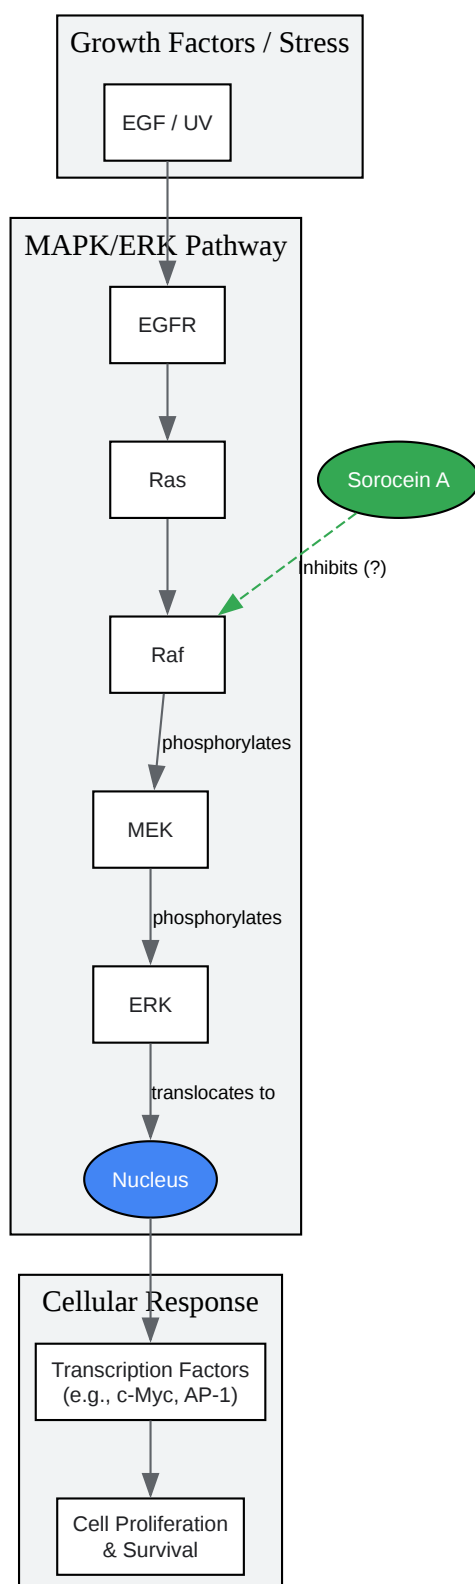 Growth Factors / Stress
EGF / UV
MAPK/ERK Pathway
EGFR
Ras
Sorocein A
Inhibits (?)
Raf
phosphorylates
MEK
phosphorylates
ERK
translocates to
Nucleus
Cellular Response
Transcription Factors
(e.g., c-Myc, AP-1)
Cell Proliferation
& Survival